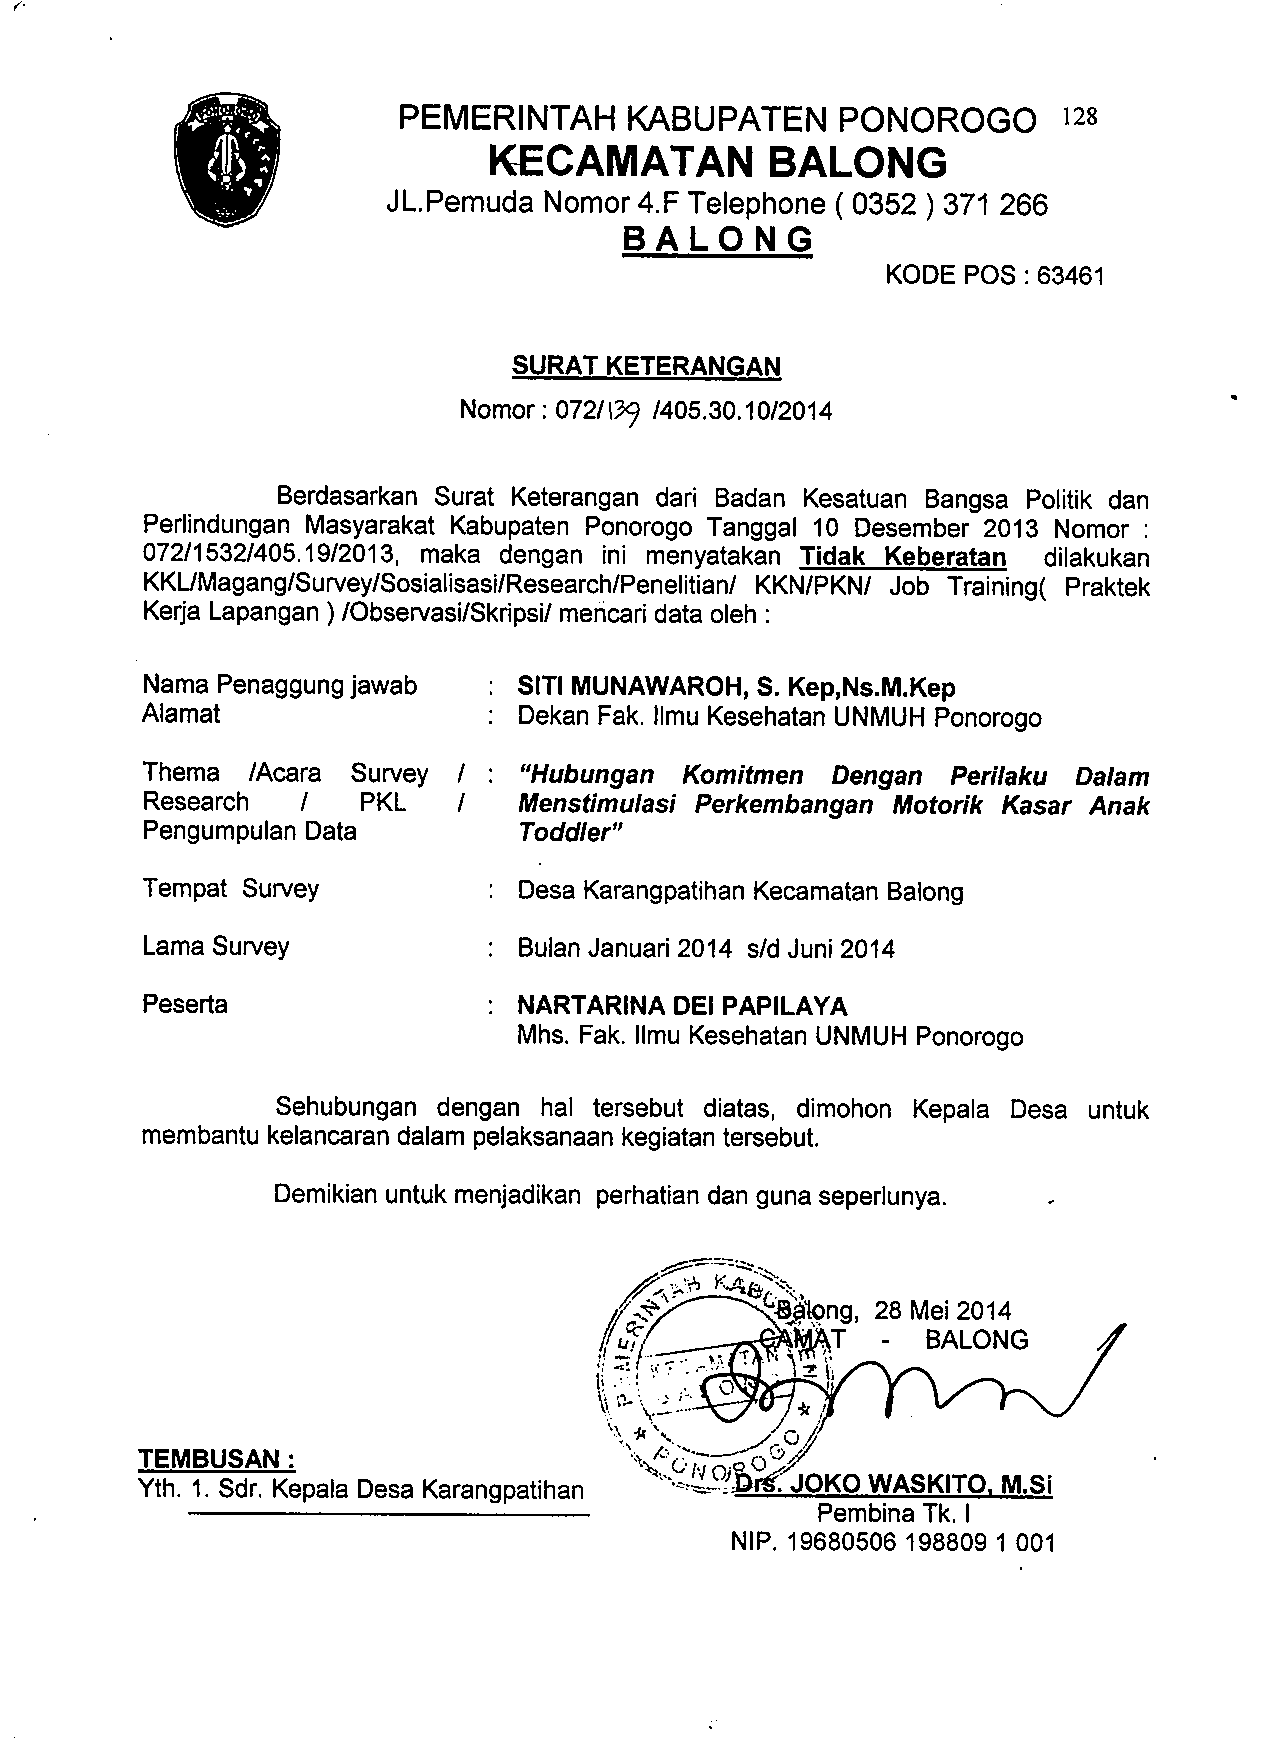 PEMERINTAH KABUPATEN PONOROGO 128
KECAMATAN BALONG
JL.Pemuda Nomor 4.F Telephone ( 0352 ) 371 266
B A L O N G
KODE POS : 63461
SURAT KETERANGAN
Nomor : 072/139 /405.30.10/2014
Berdasarkan Surat Keterangan dari Badan Kesatuan Bangsa Politik dan
Perlindungan Masyarakat Kabupaten Ponorogo Tanggal 10 Desember 2013 Nomor :
072/1532/405.19/2013, maka dengan ini menyatakan Tidak Keberatan dilakukan
KKL/Magang/Survey/Sosialisasi/Research/Penelitian/ KKN/PKN/ Job Training( Praktek
Kerja Lapangan ) /Observasi/Skripsi/ mencari data oleh :
Nama Penaggung jawab : SITI MUNAWAROH, S. Kep,Ns.M.Kep
Alamat : Dekan Fak. Ilmu Kesehatan UNMUH Ponorogo
Thema /Acara Survey / : "Hubungan Komitmen Dengan Perilaku Dalam
Research / PKL / Menstimulasi Perkembangan Motorik Kasar Anak
Pengumpulan Data Toddler"
Tempat Survey : Desa Karangpatihan Kecamatan Balong
Lama Survey : Bulan Januari 2014 s/d Juni 2014
Peserta : NARTARINA DEI PAPILAYA
Mhs. Fak. Ilmu Kesehatan UNMUH Ponorogo
Sehubungan dengan hal tersebut diatas, dimohon Kepala Desa untuk
membantu kelancaran dalam pelaksanaan kegiatan tersebut.
Demikian untuk menjadikan perhatian dan guna seperlunya.
Balong, 28 Mei 2014
CAMAT - BALONG
PONOROGO
TEMBUSAN :
Yth. 1. Sdr. Kepala Desa Karangpatihan
Drs. JOKO WASKITO, M.Si
Pembina Tk. I
NIP. 19680506 198809 1 001